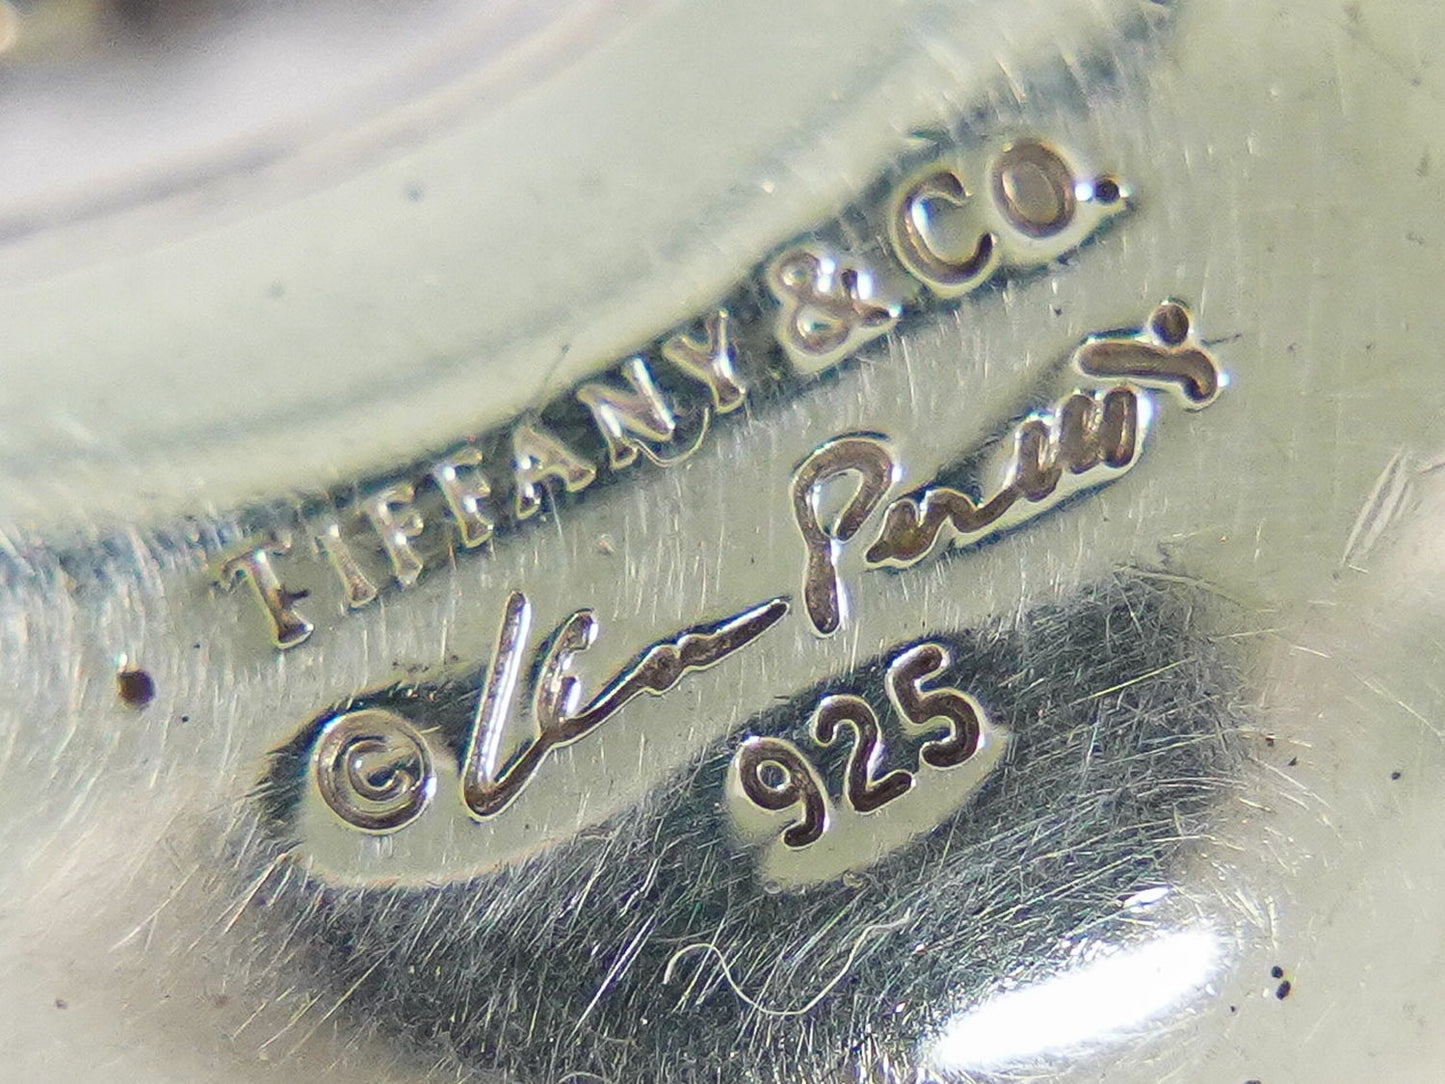 TIFFANY & CO.
© Elsa Peretti
925